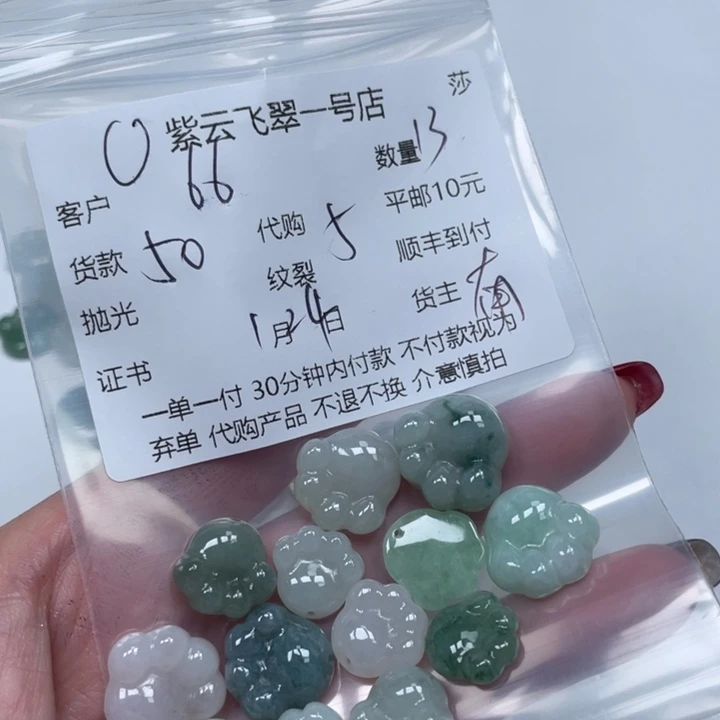 莎
紫云飞翠一号店
客户 66 数量 13
货款 50 代购 5 平邮10元
抛光 纹裂 顺丰到付
证书 1月24日 货主
一单一付 30分钟内付款 不付款视为
弃单 代购产品 不退不换 介意慎拍